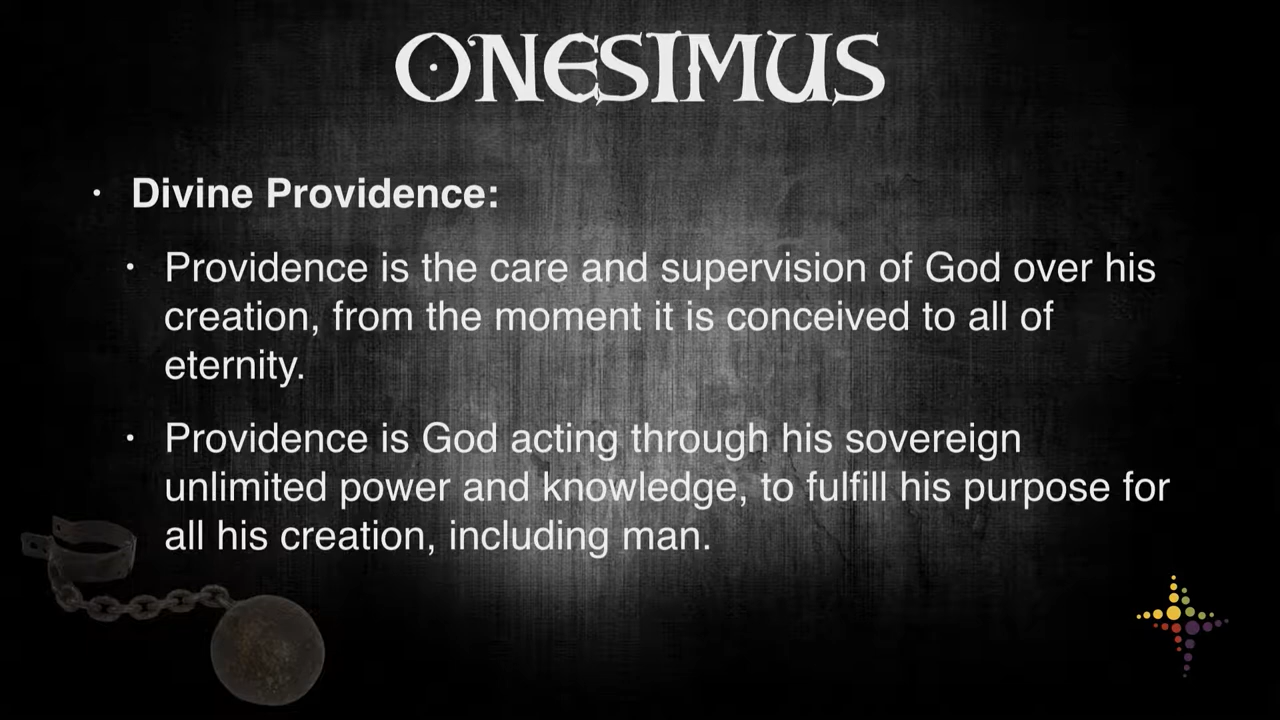 ONESIMUS
• Divine Providence:
• Providence is the care and supervision of God over his
creation, from the moment it is conceived to all of
eternity.
• Providence is God acting through his sovereign
unlimited power and knowledge, to fulfill his purpose for
all his creation, including man.